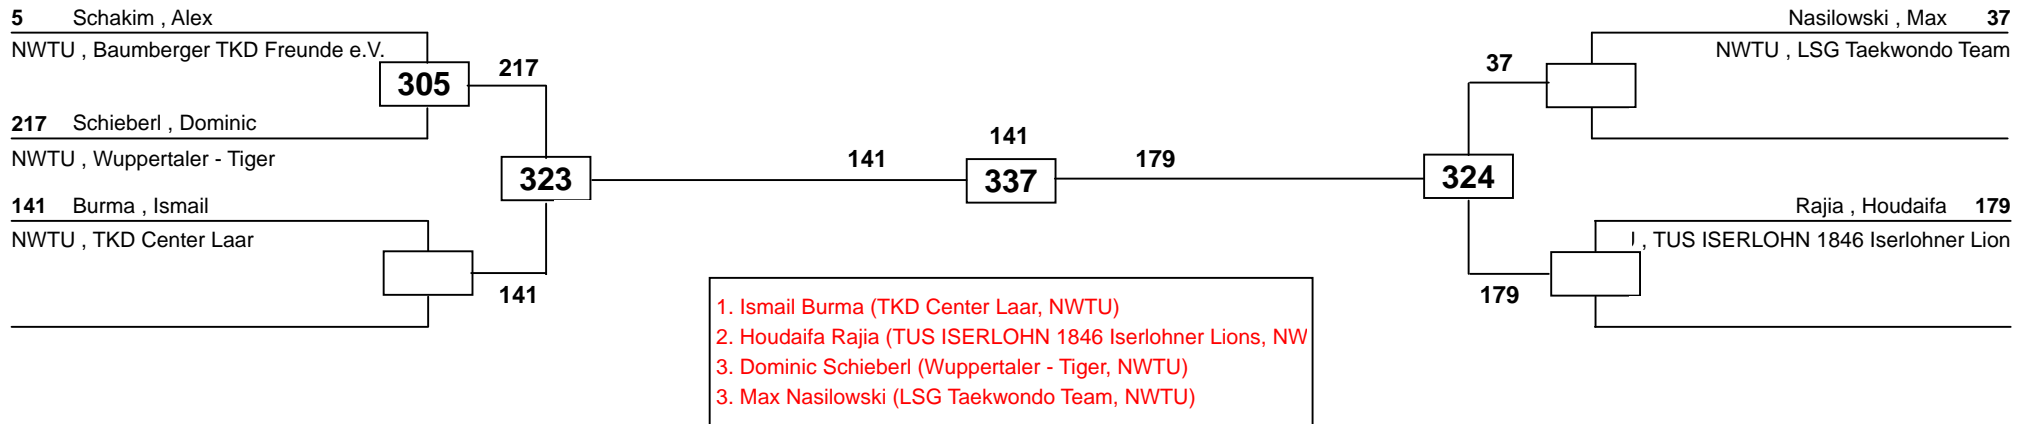 5 Schakim , Alex
NWTU , Baumberger TKD Freunde e.V.
305
217
217 Schieberl , Dominic
NWTU , Wuppertaler - Tiger
323
141 Burma , Ismail
NWTU , TKD Center Laar
141
141
141
337
179
Nasilowski , Max 37
NWTU , LSG Taekwondo Team
37
324
Rajia , Houdaifa 179
, TUS ISERLOHN 1846 Iserlohner Lion
179
1. Ismail Burma (TKD Center Laar, NWTU)
2. Houdaifa Rajia (TUS ISERLOHN 1846 Iserlohner Lions, NW
3. Dominic Schieberl (Wuppertaler - Tiger, NWTU)
3. Max Nasilowski (LSG Taekwondo Team, NWTU)